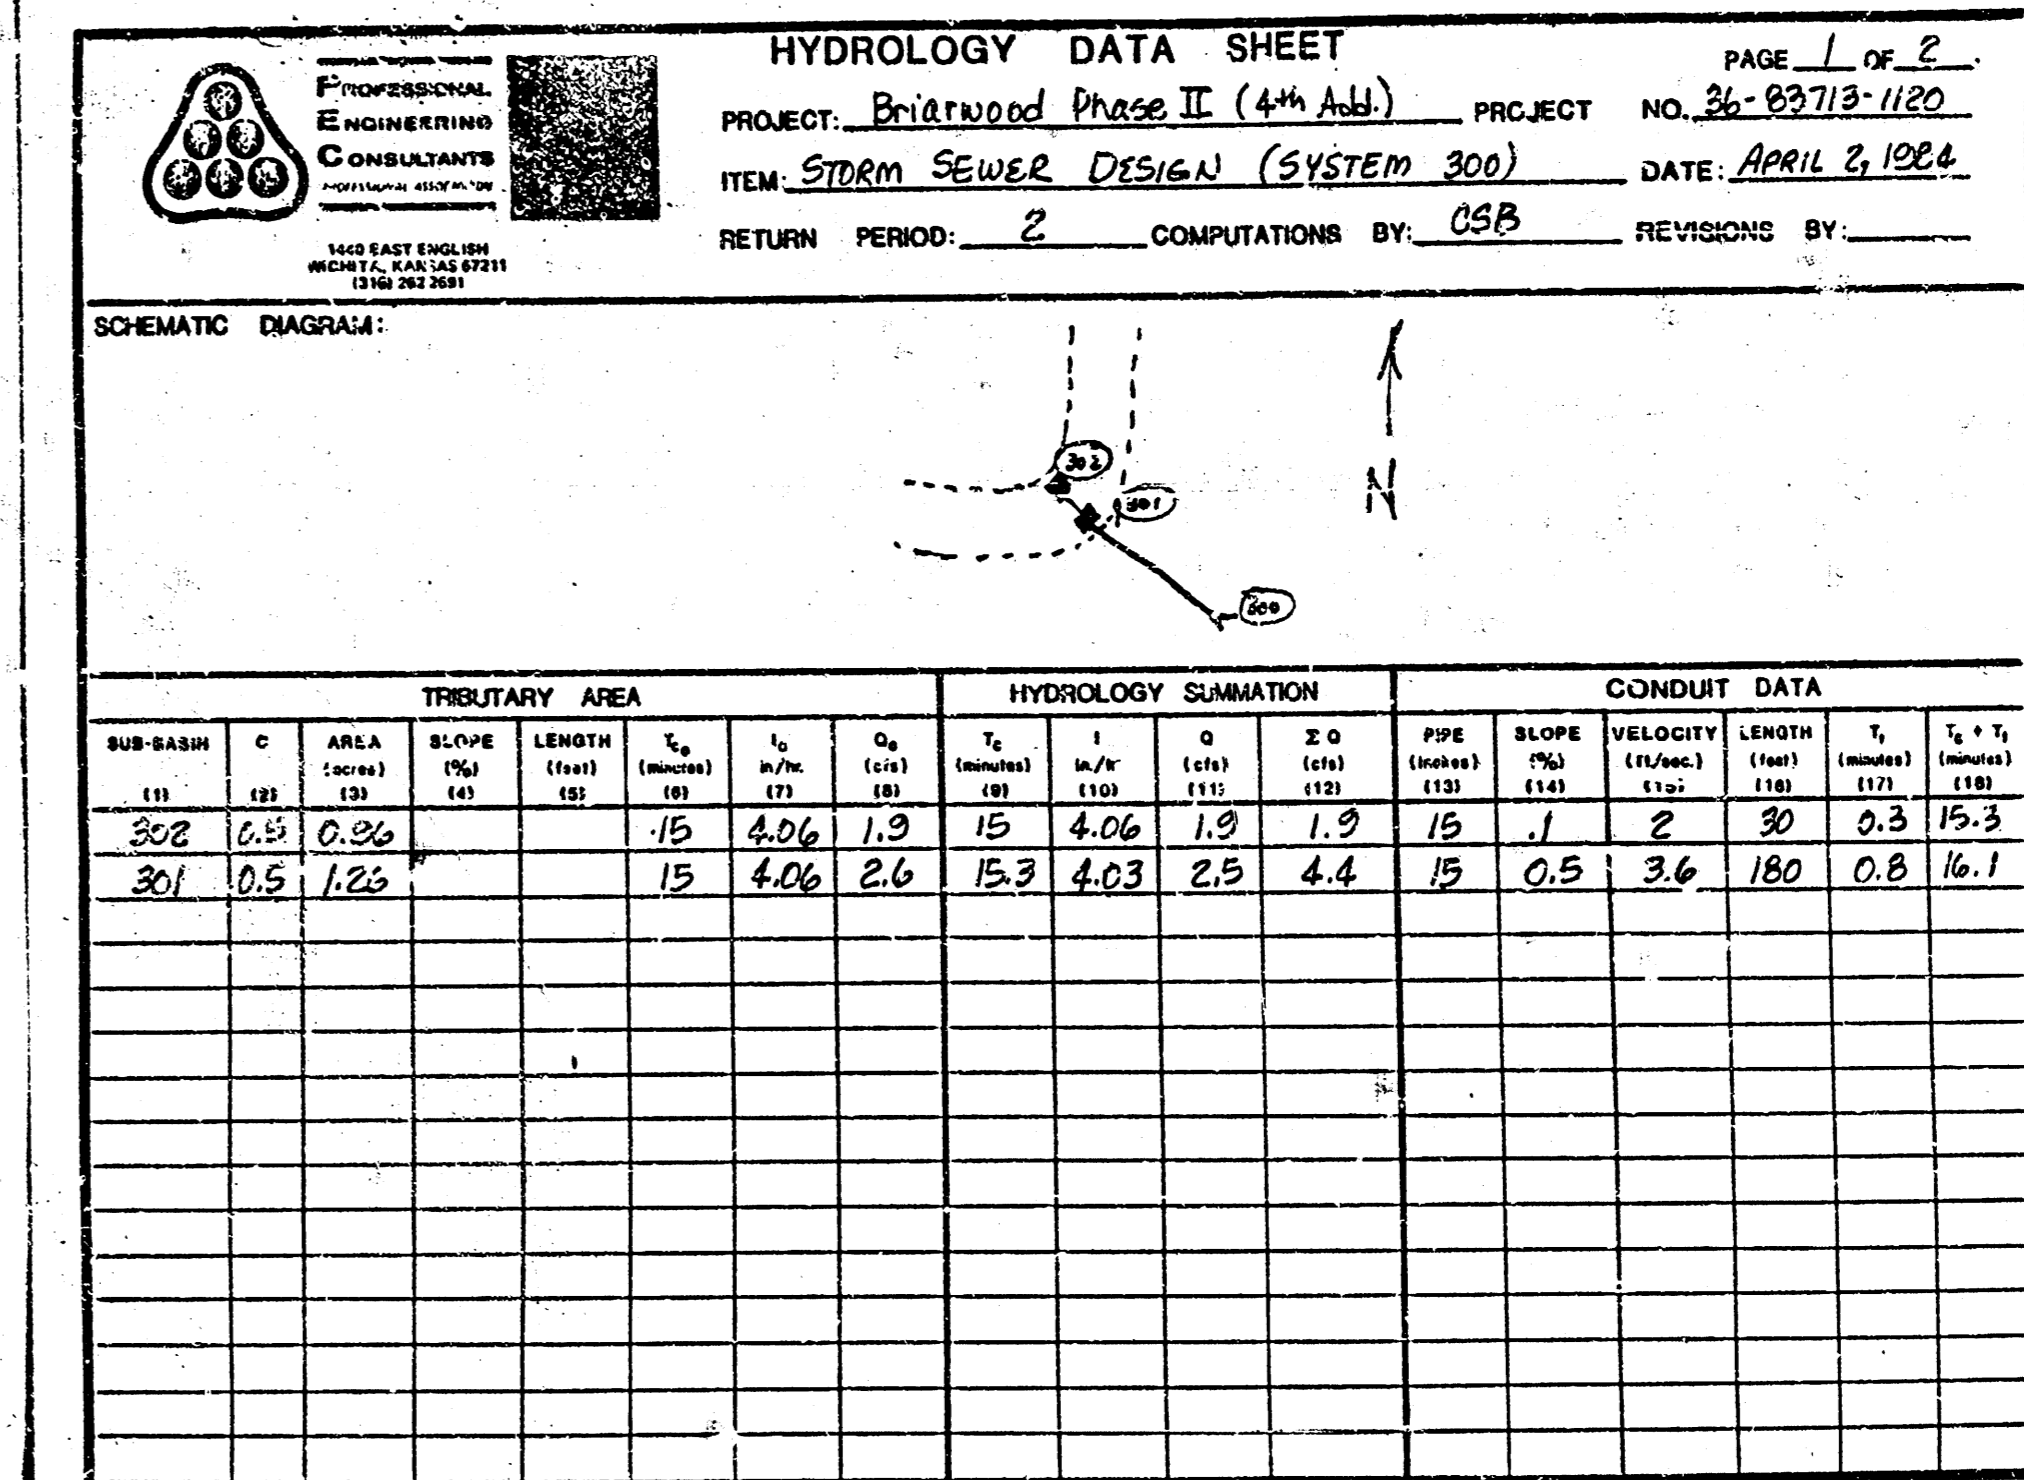 HYDROLOGY DATA SHEET
PAGE 1 OF 2
PROFESSIONAL
ENGINEERING
CONSULTANTS
PROFESSIONAL ASSOCIATION
1440 EAST ENGLISH
WICHITA, KANSAS 67211
(316) 262 2691
PROJECT: Briarwood Phase II (4th Add.) PROJECT NO. 36-83713-1120
ITEM: STORM SEWER DESIGN (SYSTEM 300) DATE: APRIL 2, 1984
RETURN PERIOD: 2 COMPUTATIONS BY: CSB REVISIONS BY:
SCHEMATIC DIAGRAM:
302
301
N
300
TRIBUTARY AREA HYDROLOGY SUMMATION CONDUIT DATA
SUB-BASIN C AREA SLOPE LENGTH Tco Io Qo Tc I Q ΣQ PIPE SLOPE VELOCITY LENGTH Tt Tc + Tt
(acres) (%) (feet) (minutes) in/hr. (cfs) (minutes) in./hr (cfs) (cfs) (inches) (%) (ft/sec.) (feet) (minutes) (minutes)
(1) (2) (3) (4) (5) (6) (7) (8) (9) (10) (11) (12) (13) (14) (15) (16) (17) (18)
302 0.5 0.96 15 4.06 1.9 15 4.06 1.9 1.9 15 .1 2 30 0.3 15.3
301 0.5 15 4.06 2.6 15.3 4.03 2.5 4.4 15 0.5 3.6 180 0.8 16.1